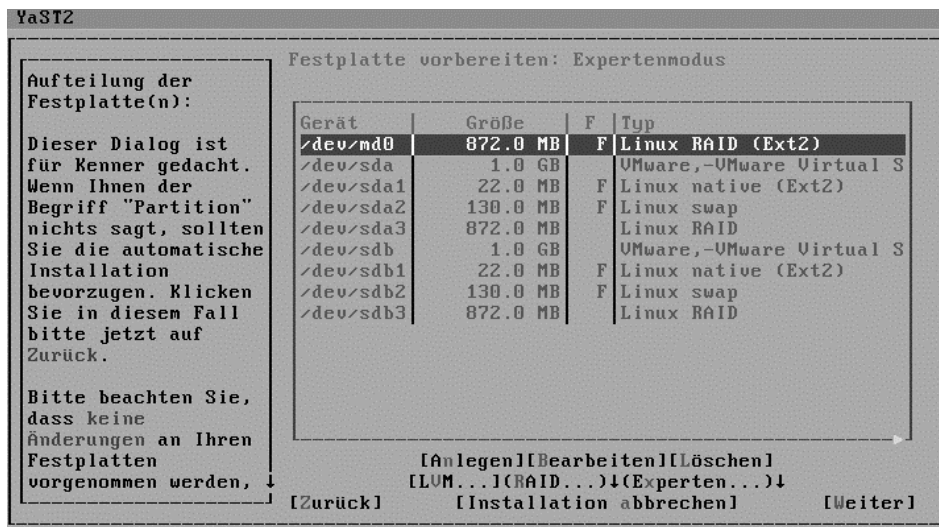 YaST2
Festplatte vorbereiten: Expertenmodus
Aufteilung der
Festplatte(n):
Dieser Dialog ist
für Kenner gedacht.
Wenn Ihnen der
Begriff "Partition"
nichts sagt, sollten
Sie die automatische
Installation
bevorzugen. Klicken
Sie in diesem Fall
bitte jetzt auf
Zurück.
Bitte beachten Sie,
dass keine
Änderungen an Ihren
Festplatten
vorgenommen werden,
Gerät Größe F Typ
/dev/md0 872.0 MB F Linux RAID (Ext2)
/dev/sda 1.0 GB VMware,-VMware Virtual S
/dev/sda1 22.0 MB F Linux native (Ext2)
/dev/sda2 130.0 MB F Linux swap
/dev/sda3 872.0 MB Linux RAID
/dev/sdb 1.0 GB VMware,-VMware Virtual S
/dev/sdb1 22.0 MB F Linux native (Ext2)
/dev/sdb2 130.0 MB F Linux swap
/dev/sdb3 872.0 MB Linux RAID
[Anlegen][Bearbeiten][Löschen]
[LVM...](RAID...)↓(Experten...)↓
[Zurück] [Installation abbrechen] [Weiter]